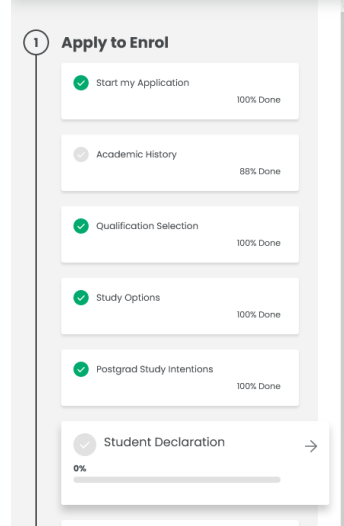 1 Apply to Enrol
Start my Application
100% Done
Academic History
88% Done
Qualification Selection
100% Done
Study Options
100% Done
Postgrad Study Intentions
100% Done
Student Declaration
0%